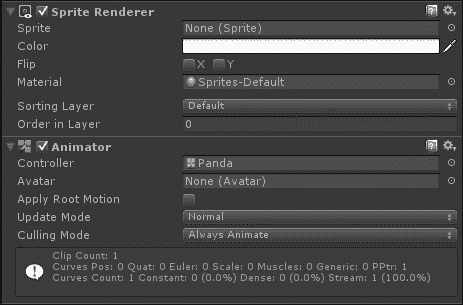 Sprite Renderer
Sprite None (Sprite)
Color
Flip X Y
Material Sprites-Default
Sorting Layer Default
Order in Layer 0
Animator
Controller Panda
Avatar None (Avatar)
Apply Root Motion
Update Mode Normal
Culling Mode Always Animate
Clip Count: 1
Curves Pos: 0 Quat: 0 Euler: 0 Scale: 0 Muscles: 0 Generic: 0 PPtr: 1
Curves Count: 1 Constant: 0 (0.0%) Dense: 0 (0.0%) Stream: 1 (100.0%)